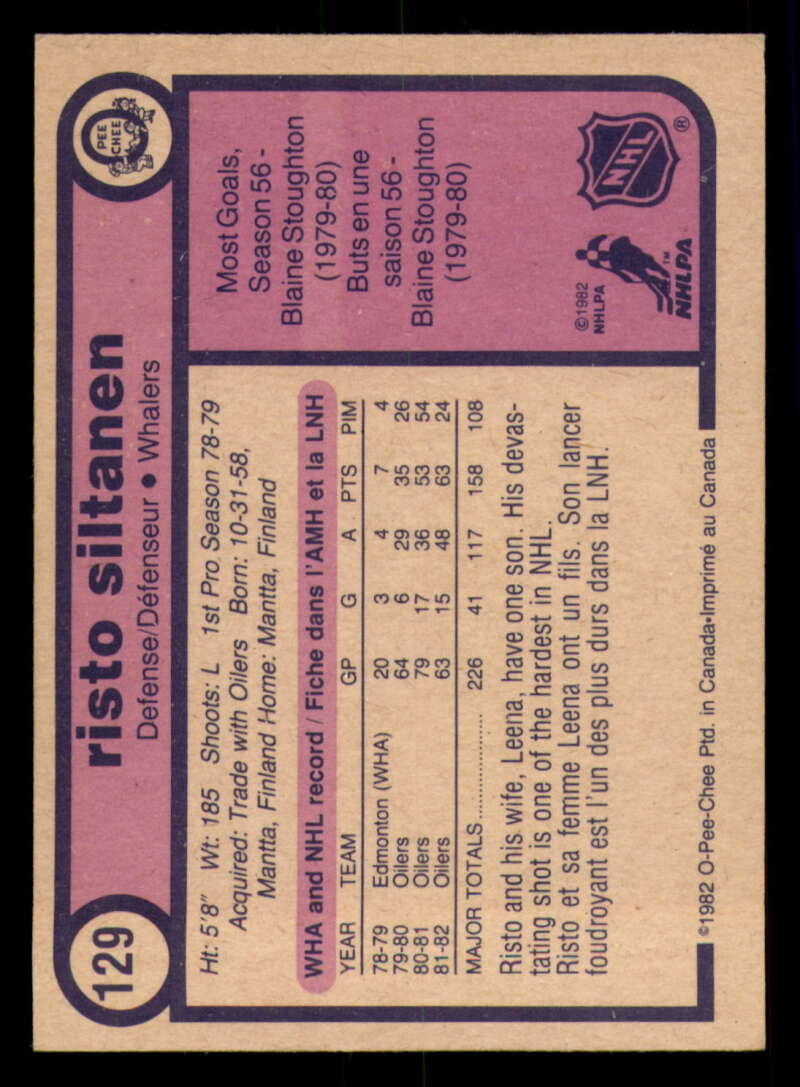 129
risto siltanen
Defense/Défenseur • Whalers
O PEE CHEE
Ht: 5'8" Wt: 185 Shoots: L 1st Pro. Season 78-79
Acquired: Trade with Oilers Born: 10-31-58,
Mantta, Finland Home: Mantta, Finland
WHA and NHL record / Fiche dans l'AMH et la LNH
YEAR TEAM GP G A PTS PIM
78-79 Edmonton (WHA) 20 3 4 7 4
79-80 Oilers 64 6 29 35 26
80-81 Oilers 79 17 36 53 54
81-82 Oilers 63 15 48 63 24
MAJOR TOTALS.................... 226 41 117 158 108
Risto and his wife, Leena, have one son. His devas-
tating shot is one of the hardest in NHL.
Risto et sa femme Leena ont un fils. Son lancer
foudroyant est l'un des plus durs dans la LNH.
Most Goals,
Season 56 -
Blaine Stoughton
(1979-80)
Buts en une
saison 56 -
Blaine Stoughton
(1979-80)
NHL ®
©1982
NHLPA
NHLPA ™
©1982 O-Pee-Chee Ptd. in Canada•Imprimé au Canada